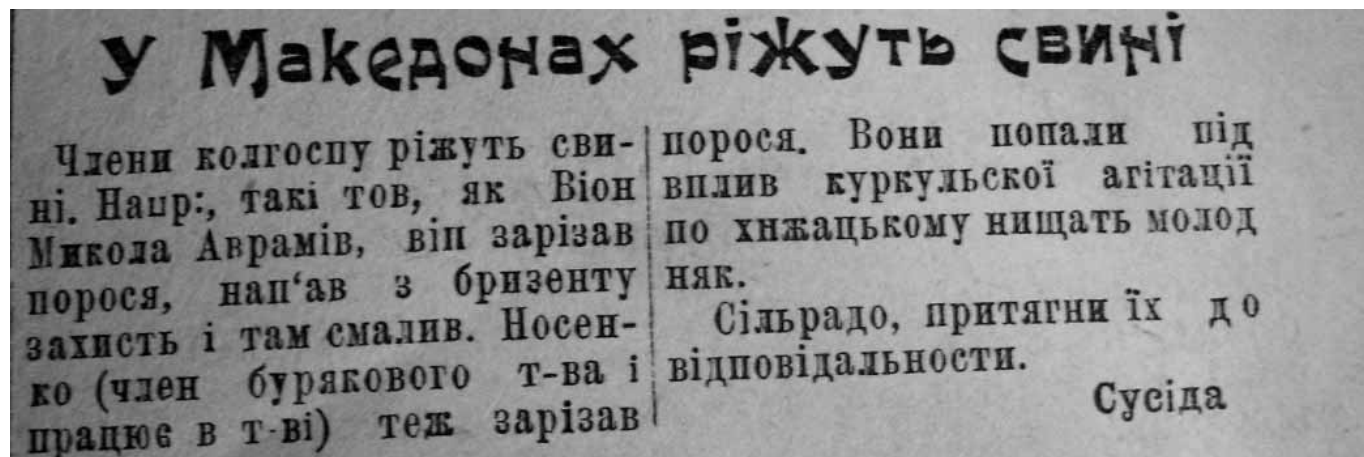 У Македонах ріжуть свині
Члени колгоспу ріжуть сви-
ні. Напр:, такі тов, як Віон
Микола Аврамів, він зарізав
порося, нап‘ав з бризенту
захисть і там смалив. Носен-
ко (член бурякового т-ва і
працює в т-ві) теж зарізав
порося. Вони попали під
вплив куркульскої агітації
по хижацькому нищать молод
няк.
Сільрадо, притягни їх до
відповідальности.
Сусіда